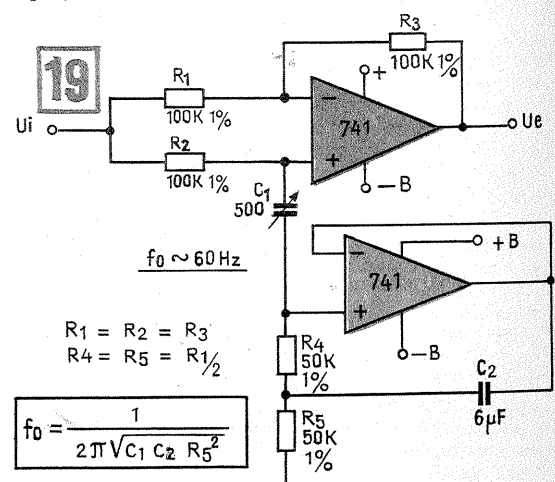 19
R3
100K 1%
R1
100K 1%
+
Ui
−
741
Ue
R2
100K 1%
+
−B
C1
500
f0 ~ 60 Hz
+B
−
741
+
−B
R1 = R2 = R3
R4 = R5 = R1/2
R4
50K
1%
C2
6µF
R5
50K
1%
f0 = 1 / 2π√C1 C2 R5²